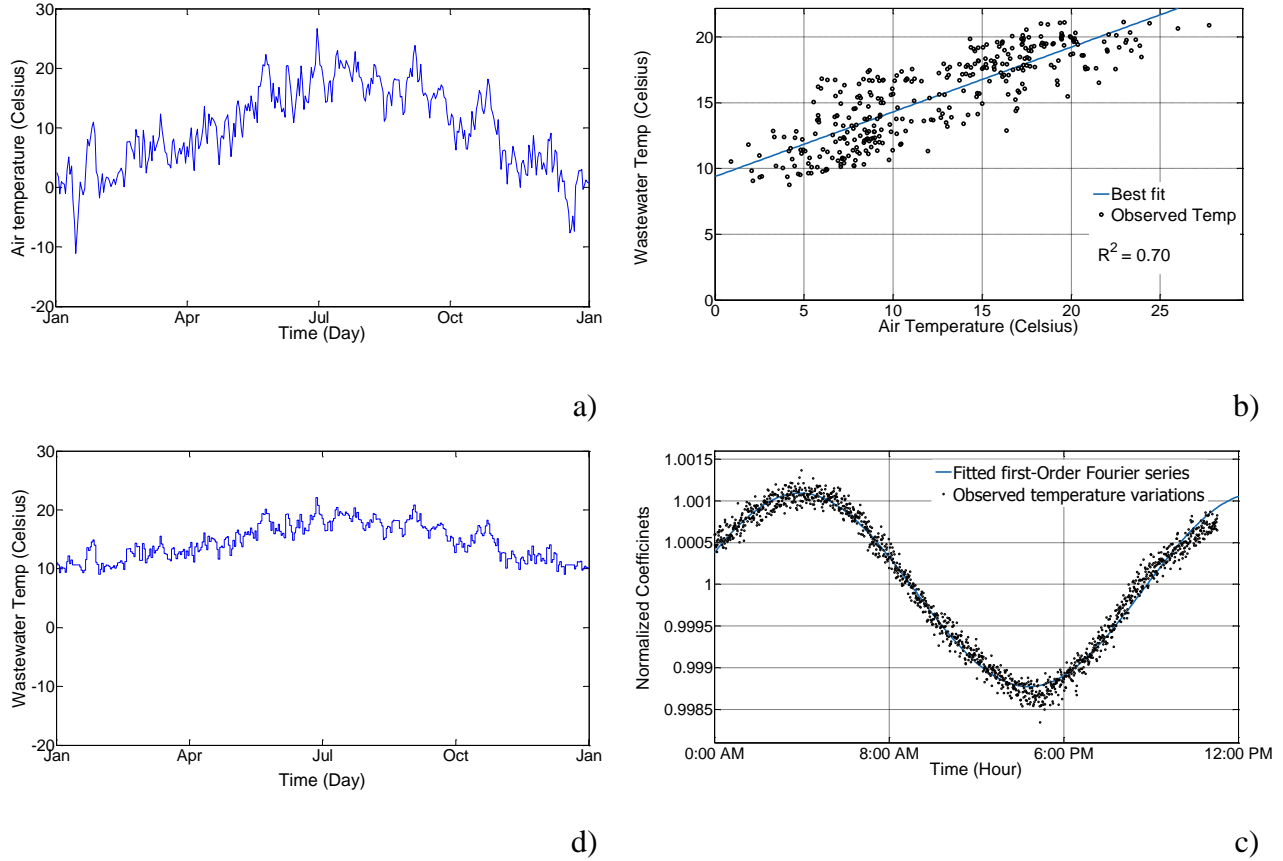 30
20
10
0
-10
-20
Air temperature (Celsius)
Jan Apr Jul Oct Jan
Time (Day)
a)
20
15
10
5
0
Wastewater Temp (Celsius)
Best fit
Observed Temp
R² = 0.70
0 5 10 15 20 25
Air Temperature (Celsius)
b)
30
20
10
0
-10
-20
Wastewater Temp (Celsius)
Jan Apr Jul Oct Jan
Time (Day)
d)
1.0015
1.001
1.0005
1
0.9995
0.999
0.9985
Normalized Coefficinets
Fitted first-Order Fourier series
Observed temperature variations
0:00 AM 8:00 AM 6:00 PM 12:00 PM
Time (Hour)
c)